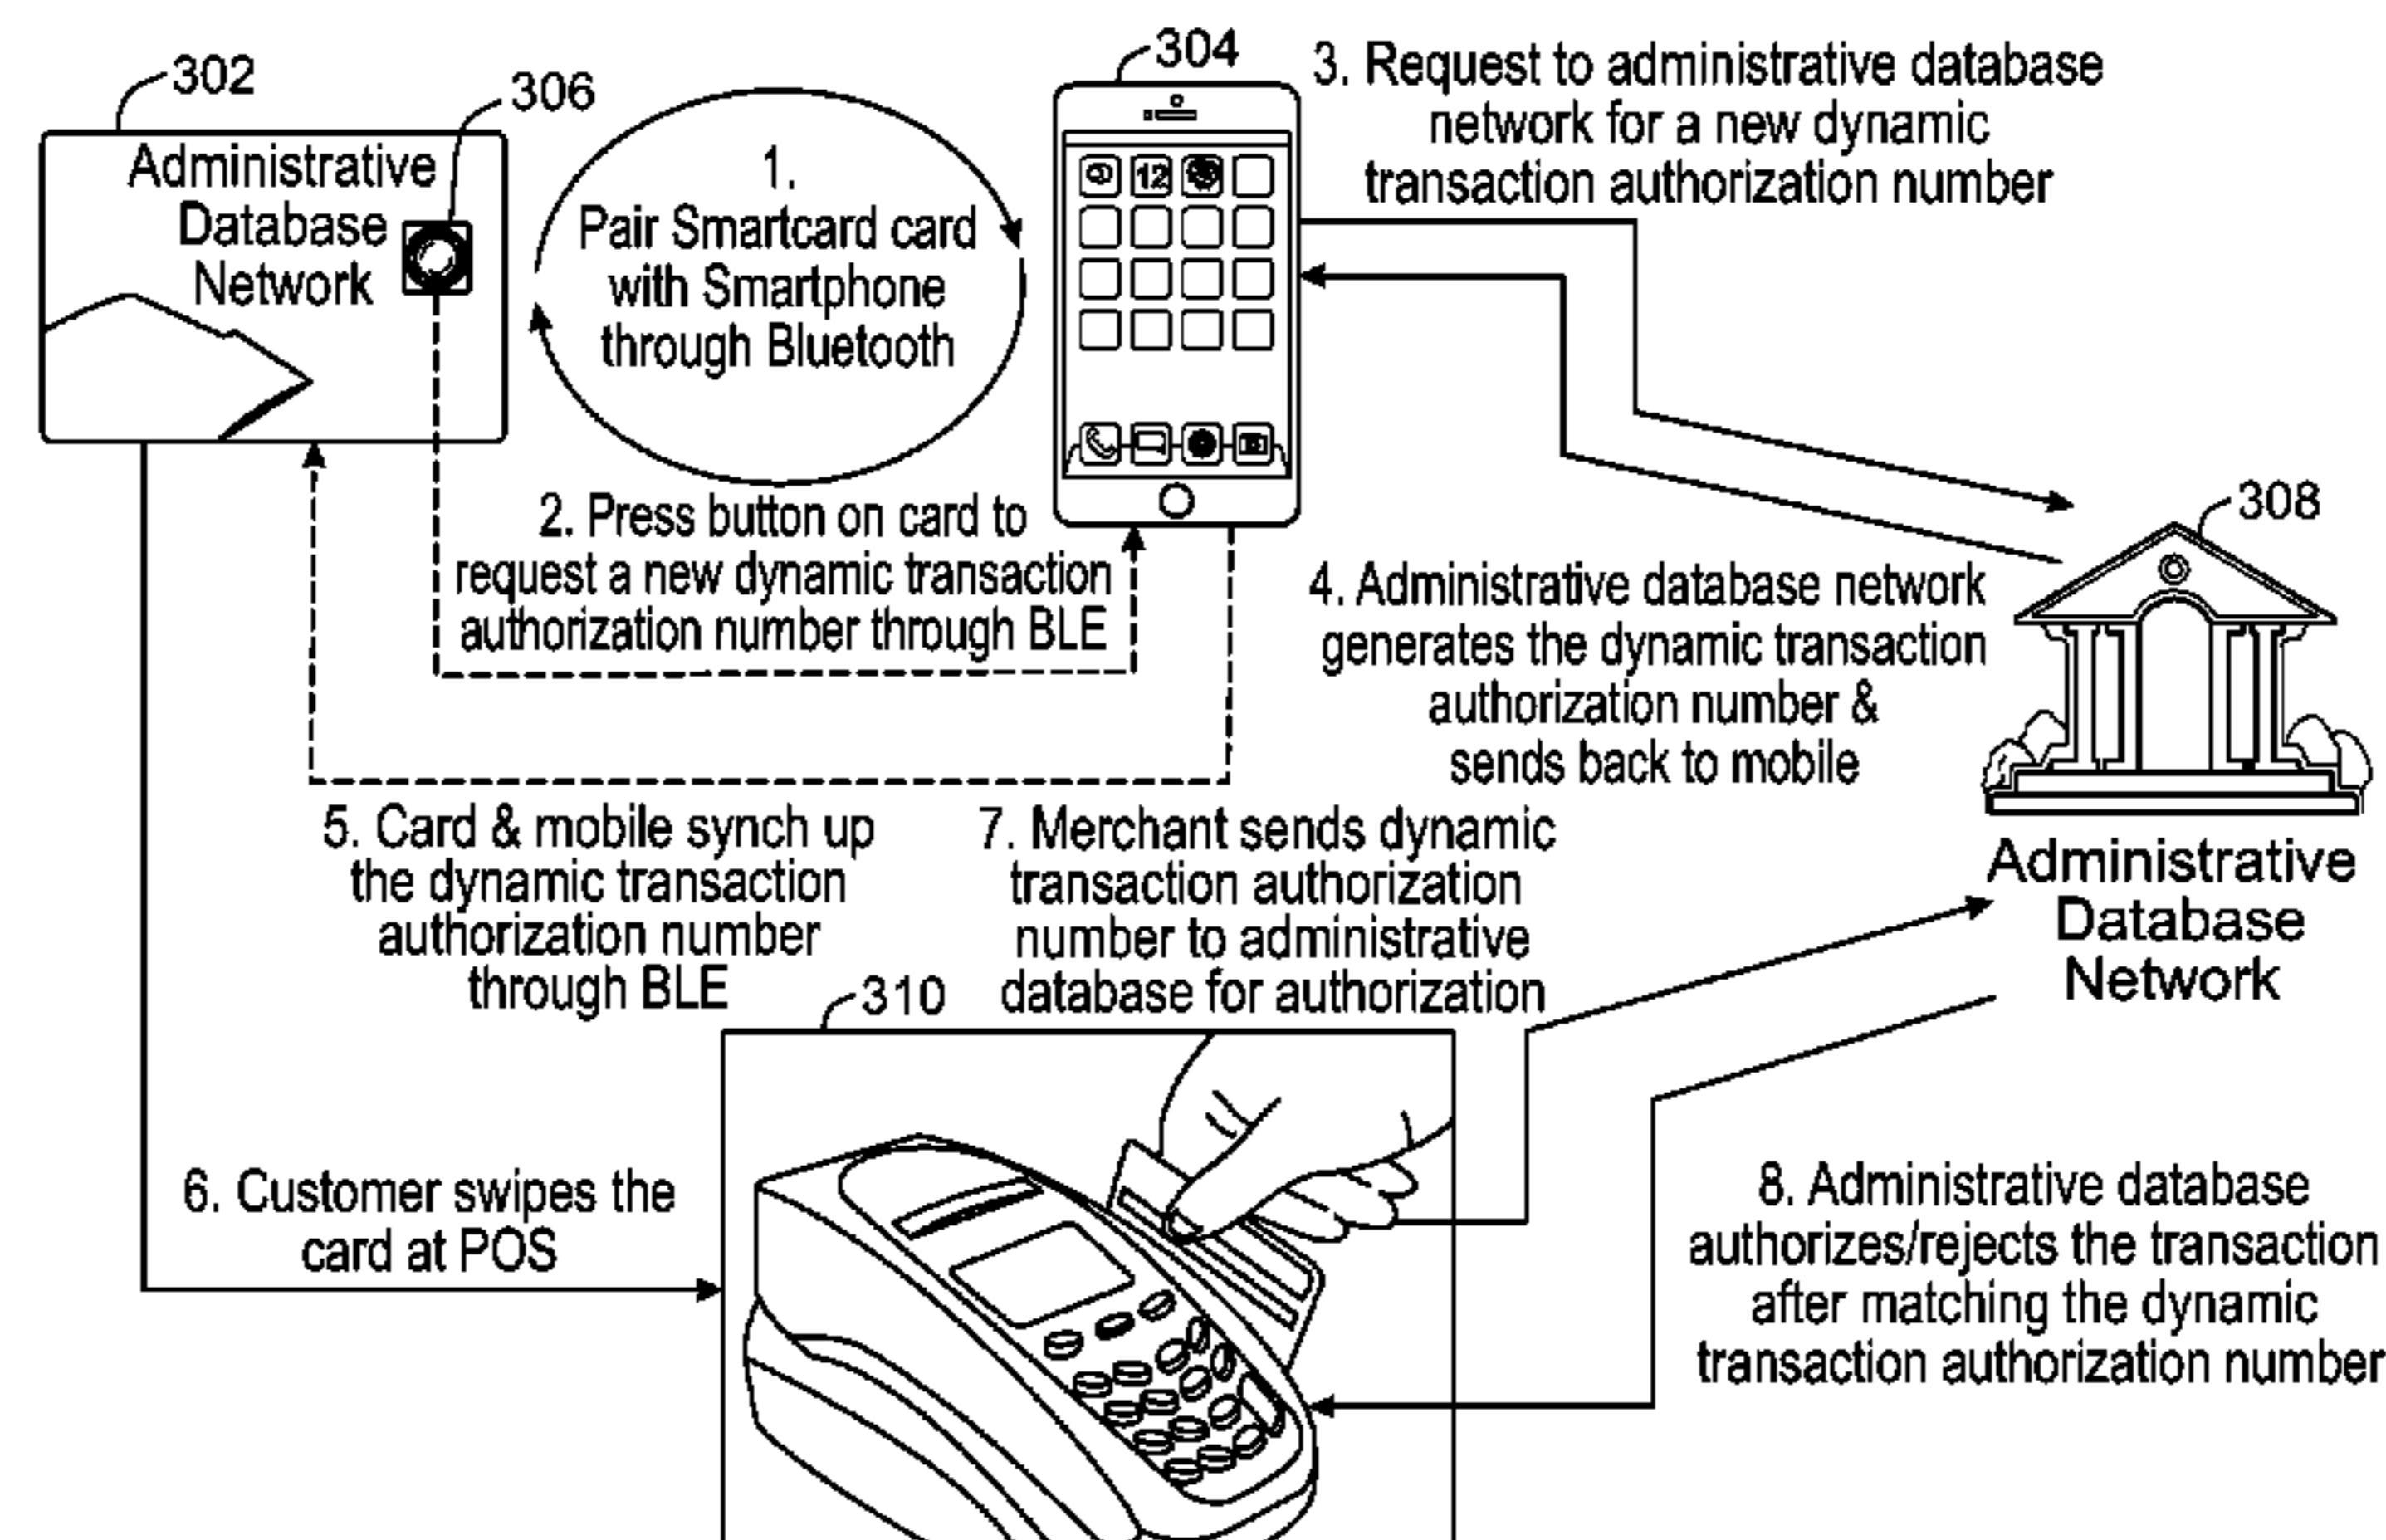 302
306
304
Administrative
Database
Network
1.
Pair Smartcard card
with Smartphone
through Bluetooth
12
3. Request to administrative database
network for a new dynamic
transaction authorization number
2. Press button on card to
request a new dynamic transaction
authorization number through BLE
308
4. Administrative database network
generates the dynamic transaction
authorization number &
sends back to mobile
Administrative
Database
Network
5. Card & mobile synch up
the dynamic transaction
authorization number
through BLE
7. Merchant sends dynamic
transaction authorization
number to administrative
database for authorization
310
6. Customer swipes the
card at POS
8. Administrative database
authorizes/rejects the transaction
after matching the dynamic
transaction authorization number